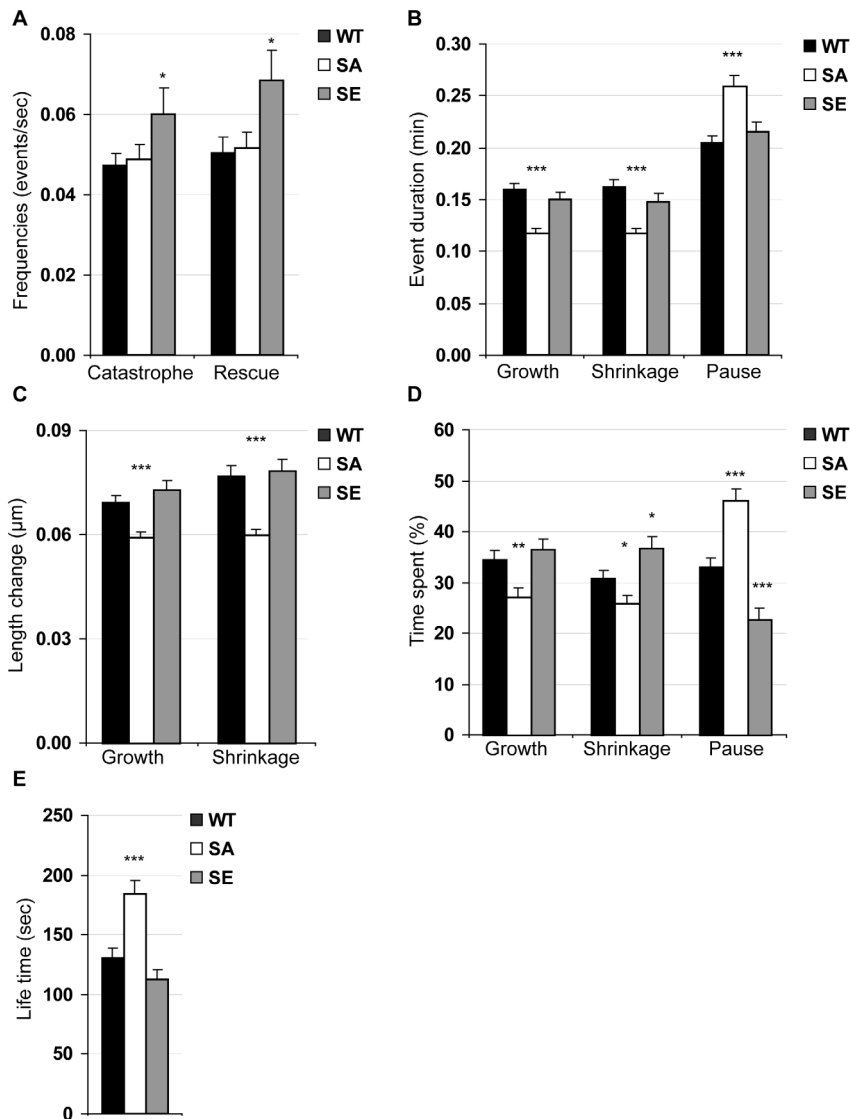 A
Frequencies (events/sec)
0.08
0.06
0.04
0.02
0.00
*
*
Catastrophe Rescue
WT
SA
SE
B
Event duration (min)
0.30
0.25
0.20
0.15
0.10
0.05
0.00
***
***
***
Growth Shrinkage Pause
WT
SA
SE
C
Length change (µm)
0.09
0.06
0.03
0.00
***
***
Growth Shrinkage
WT
SA
SE
D
Time spent (%)
60
50
40
30
20
10
0
**
*
*
***
***
Growth Shrinkage Pause
WT
SA
SE
E
Life time (sec)
250
200
150
100
50
0
***
WT
SA
SE